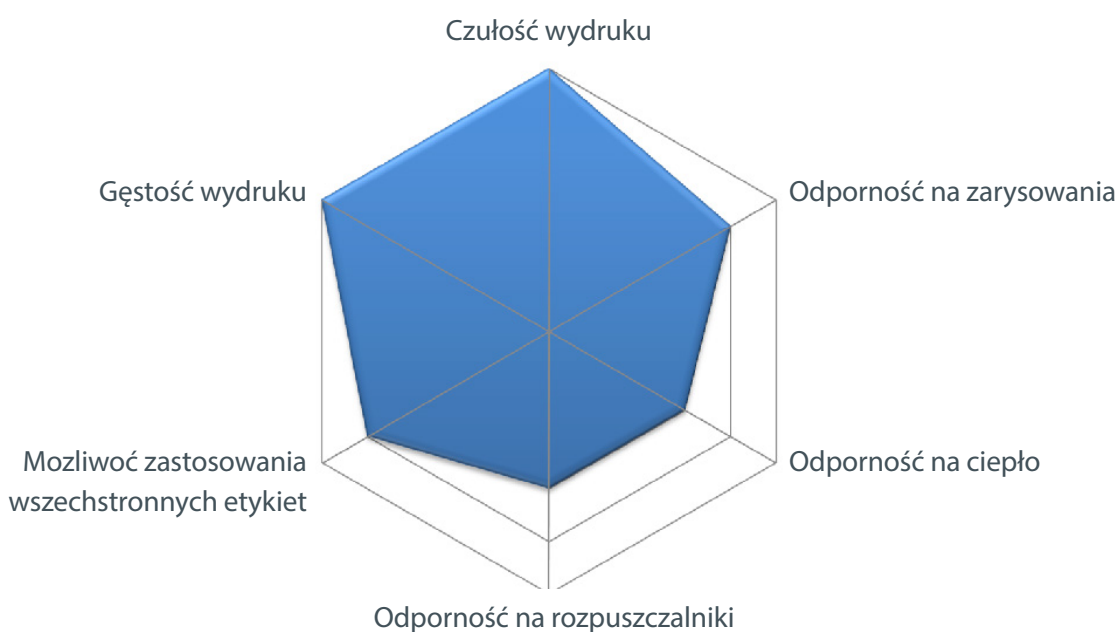 Czułość wydruku
Gęstość wydruku
Odporność na zarysowania
Mozliwoć zastosowania
wszechstronnych etykiet
Odporność na ciepło
Odporność na rozpuszczalniki